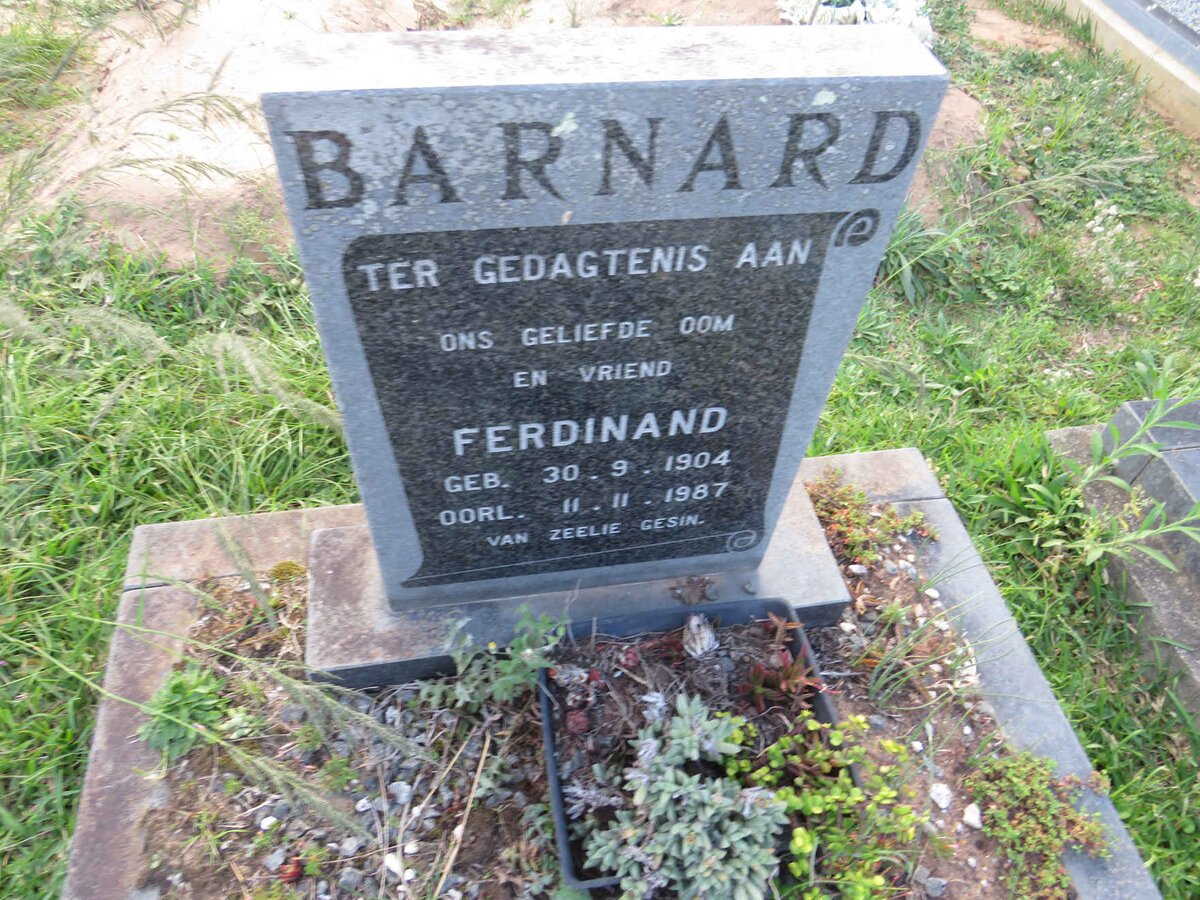 BARNARD
TER GEDAGTENIS AAN
ONS GELIEFDE OOM
EN VRIEND
FERDINAND
GEB. 30.9.1904
OORL. 11.11.1987
VAN ZEELIE GESIN.